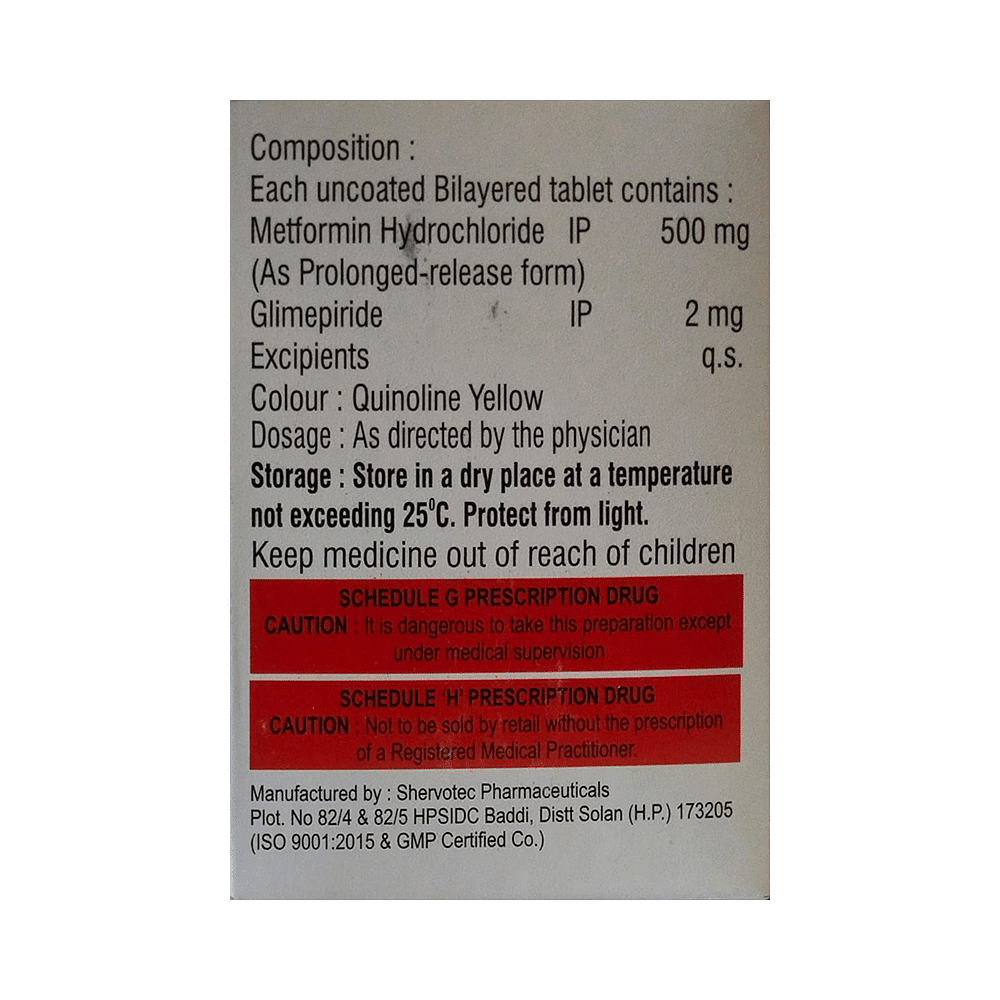 Composition :
Each uncoated Bilayered tablet contains :
Metformin Hydrochloride IP 500 mg
(As Prolonged-release form)
Glimepiride IP 2 mg
Excipients q.s.
Colour : Quinoline Yellow
Dosage : As directed by the physician
Storage : Store in a dry place at a temperature
not exceeding 25⁰C. Protect from light.
Keep medicine out of reach of children
SCHEDULE G PRESCRIPTION DRUG
CAUTION : It is dangerous to take this preparation except
under medical supervision
SCHEDULE 'H' PRESCRIPTION DRUG
CAUTION : Not to be sold by retail without the prescription
of a Registered Medical Practitioner.
Manufactured by : Shervotec Pharmaceuticals
Plot. No 82/4 & 82/5 HPSIDC Baddi, Distt Solan (H.P.) 173205
(ISO 9001:2015 & GMP Certified Co.)